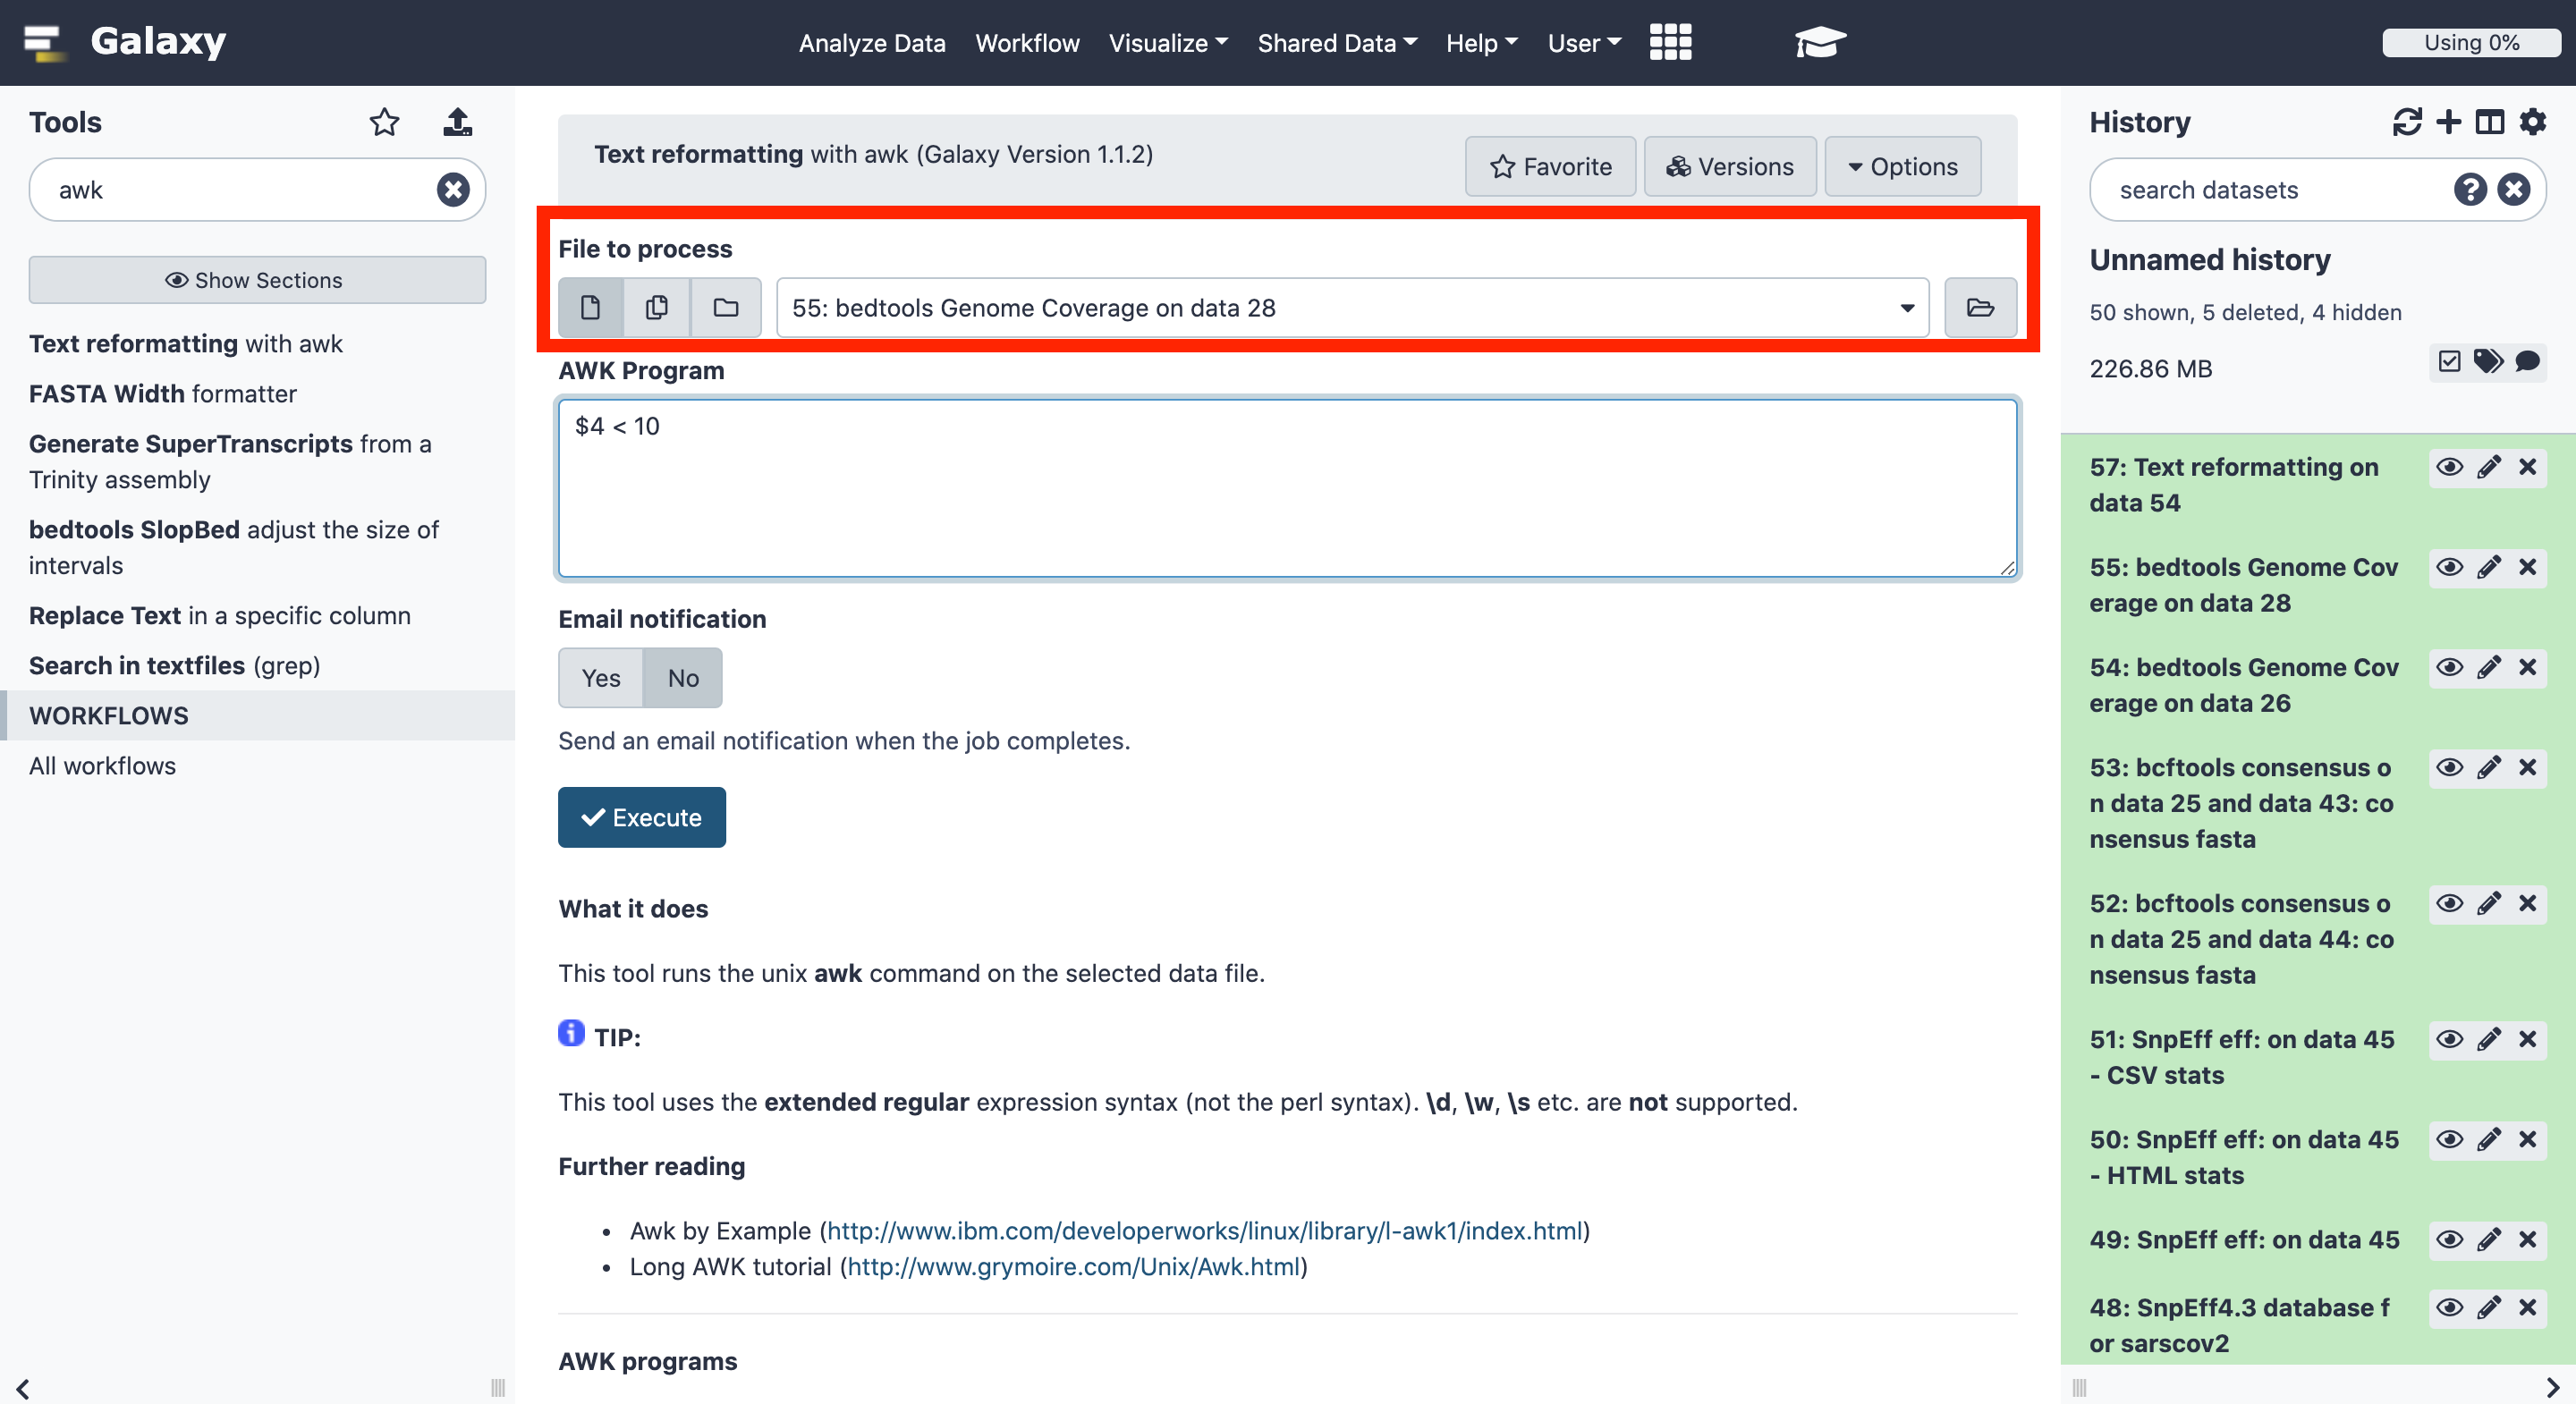 Galaxy
Analyze Data Workflow Visualize Shared Data Help User
Using 0%
Tools
awk
Show Sections
Text reformatting with awk
FASTA Width formatter
Generate SuperTranscripts from a
Trinity assembly
bedtools SlopBed adjust the size of
intervals
Replace Text in a specific column
Search in textfiles (grep)
WORKFLOWS
All workflows
Text reformatting with awk (Galaxy Version 1.1.2)
Favorite
Versions
Options
File to process
55: bedtools Genome Coverage on data 28
AWK Program
$4 < 10
Email notification
Yes No
Send an email notification when the job completes.
Execute
What it does
This tool runs the unix awk command on the selected data file.
TIP:
This tool uses the extended regular expression syntax (not the perl syntax). \d, \w, \s etc. are not supported.
Further reading
• Awk by Example (http://www.ibm.com/developerworks/linux/library/l-awk1/index.html)
• Long AWK tutorial (http://www.grymoire.com/Unix/Awk.html)
AWK programs
History
search datasets
Unnamed history
50 shown, 5 deleted, 4 hidden
226.86 MB
57: Text reformatting on
data 54
55: bedtools Genome Cov
erage on data 28
54: bedtools Genome Cov
erage on data 26
53: bcftools consensus o
n data 25 and data 43: co
nsensus fasta
52: bcftools consensus o
n data 25 and data 44: co
nsensus fasta
51: SnpEff eff: on data 45
- CSV stats
50: SnpEff eff: on data 45
- HTML stats
49: SnpEff eff: on data 45
48: SnpEff4.3 database f
or sarscov2